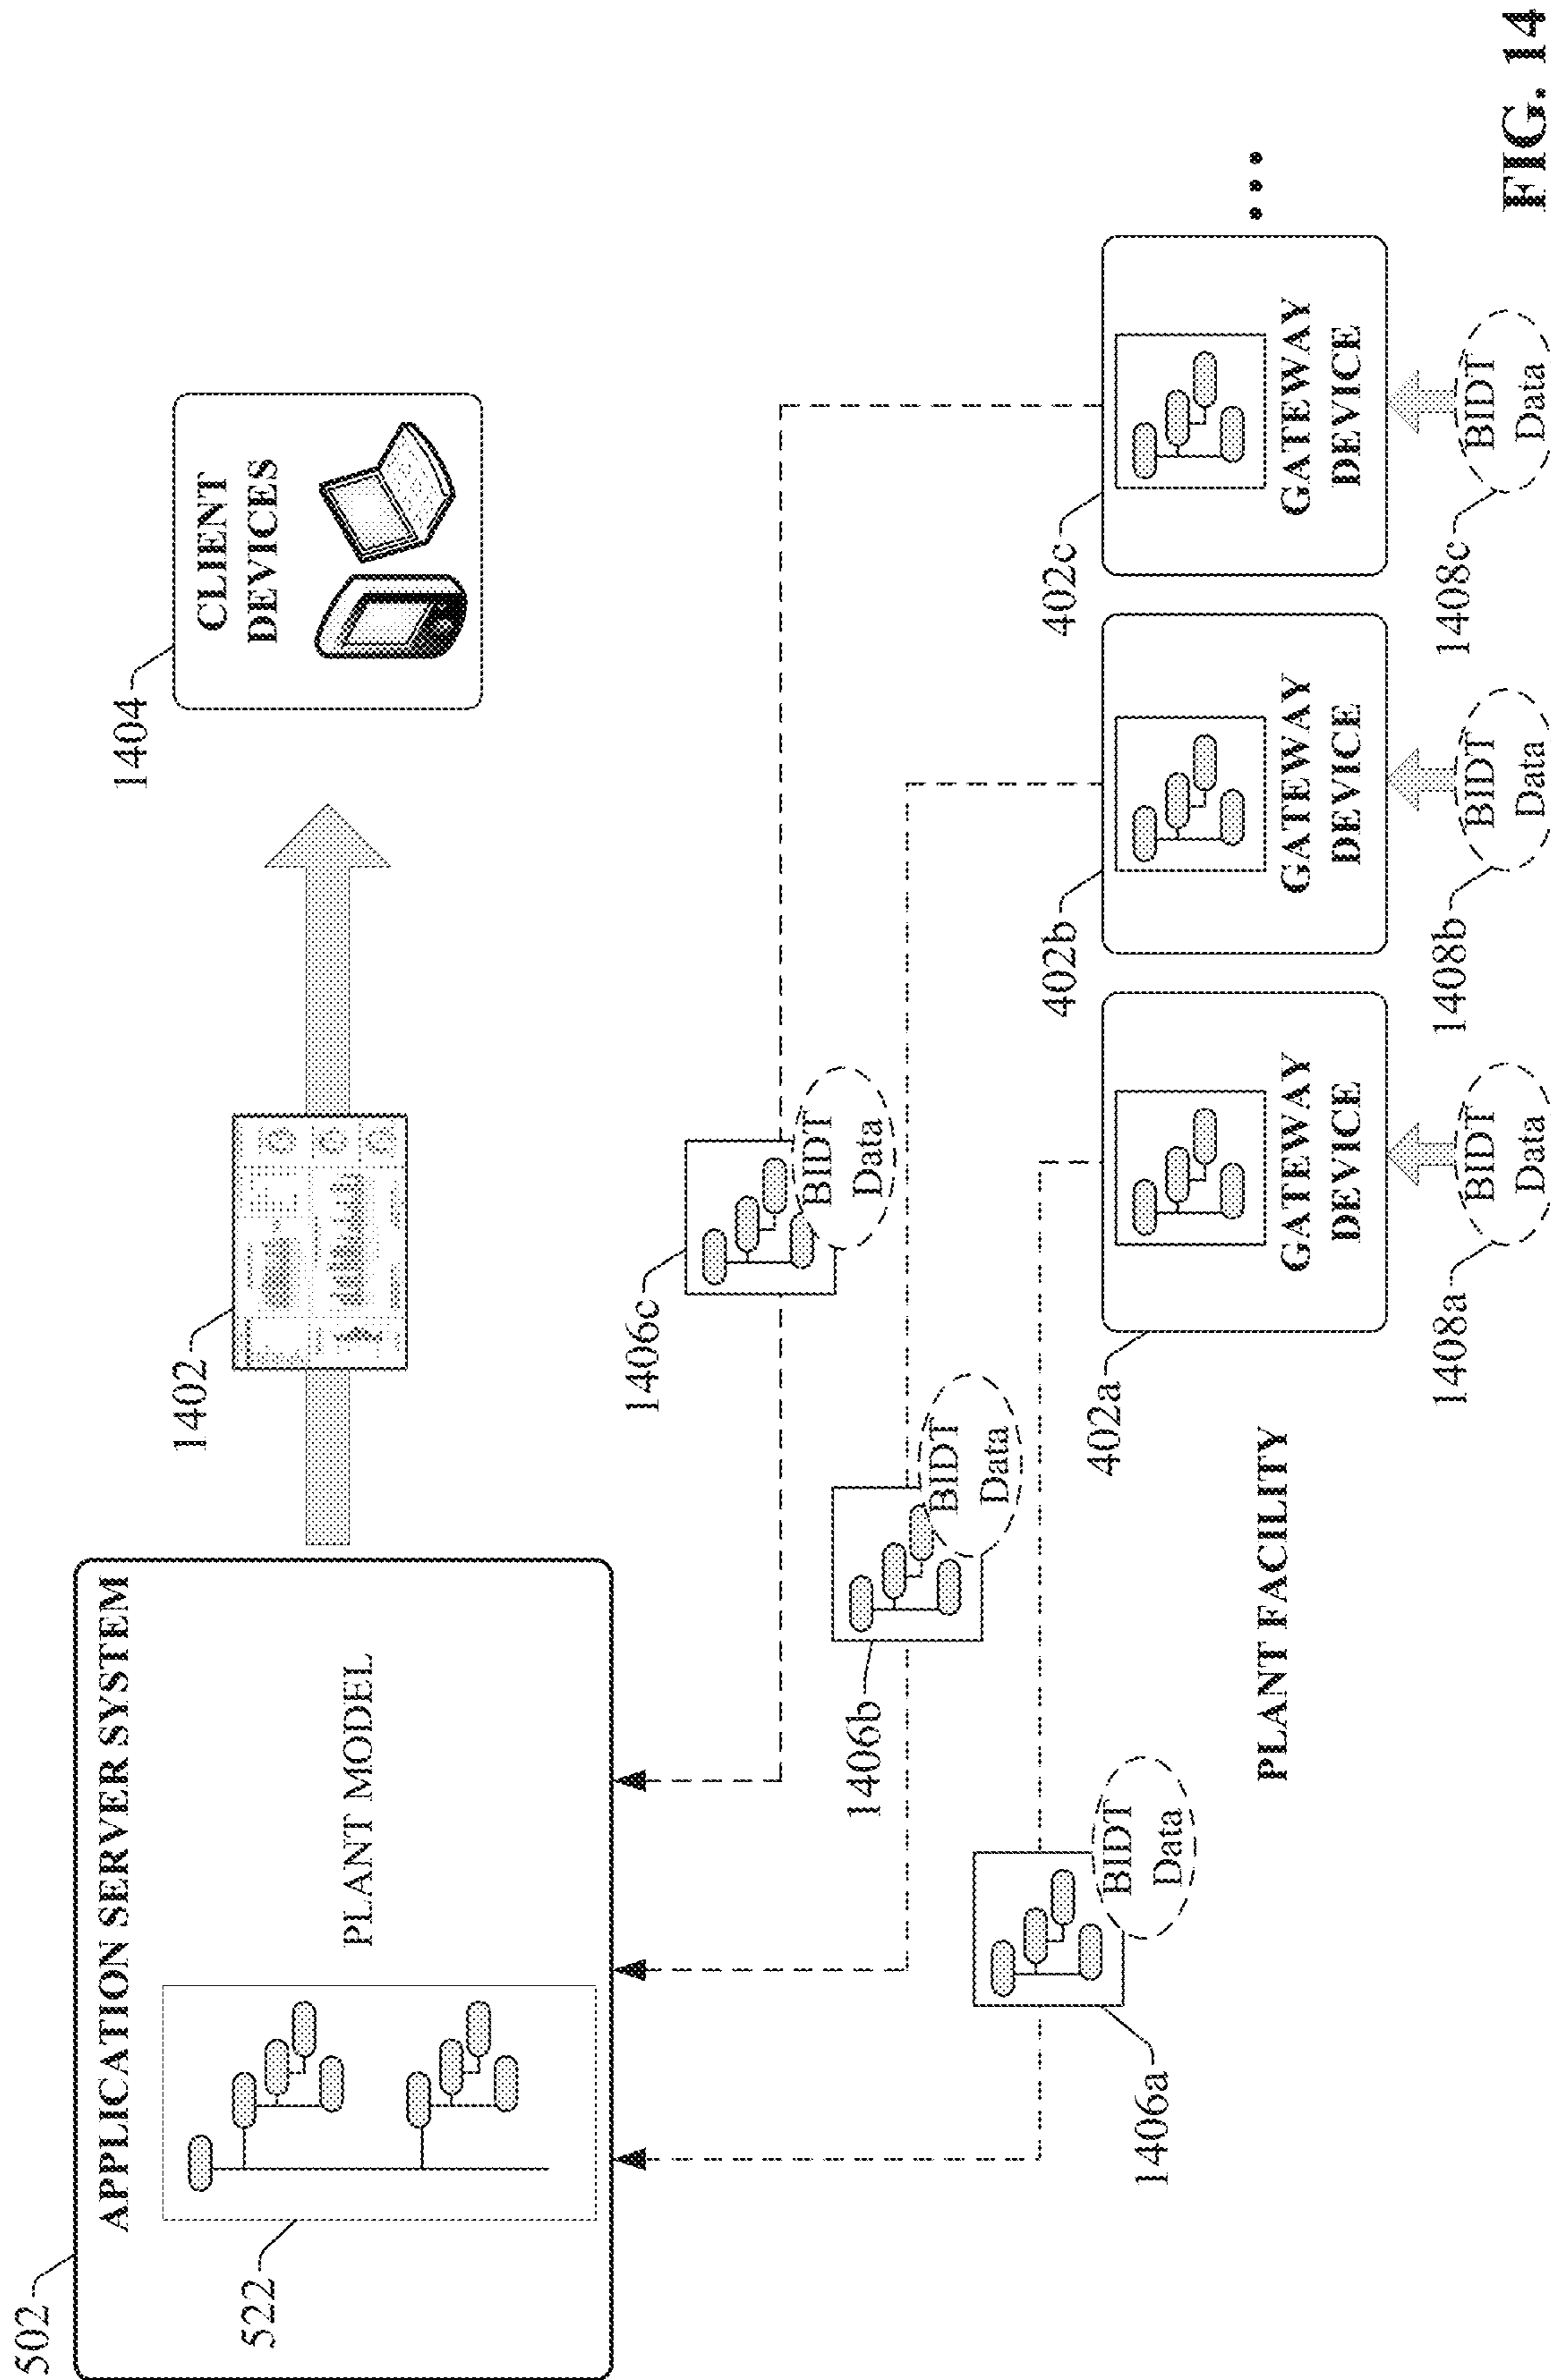 502
APPLICATION SERVER SYSTEM
522
PLANT MODEL
1402
1404
CLIENT
DEVICES
1406a
BIDT
Data
1406b
BIDT
Data
1406c
BIDT
Data
PLANT FACILITY
402a
GATEWAY
DEVICE
402b
GATEWAY
DEVICE
402c
GATEWAY
DEVICE
...
1408a
BIDT
Data
1408b
BIDT
Data
1408c
BIDT
Data
FIG. 14